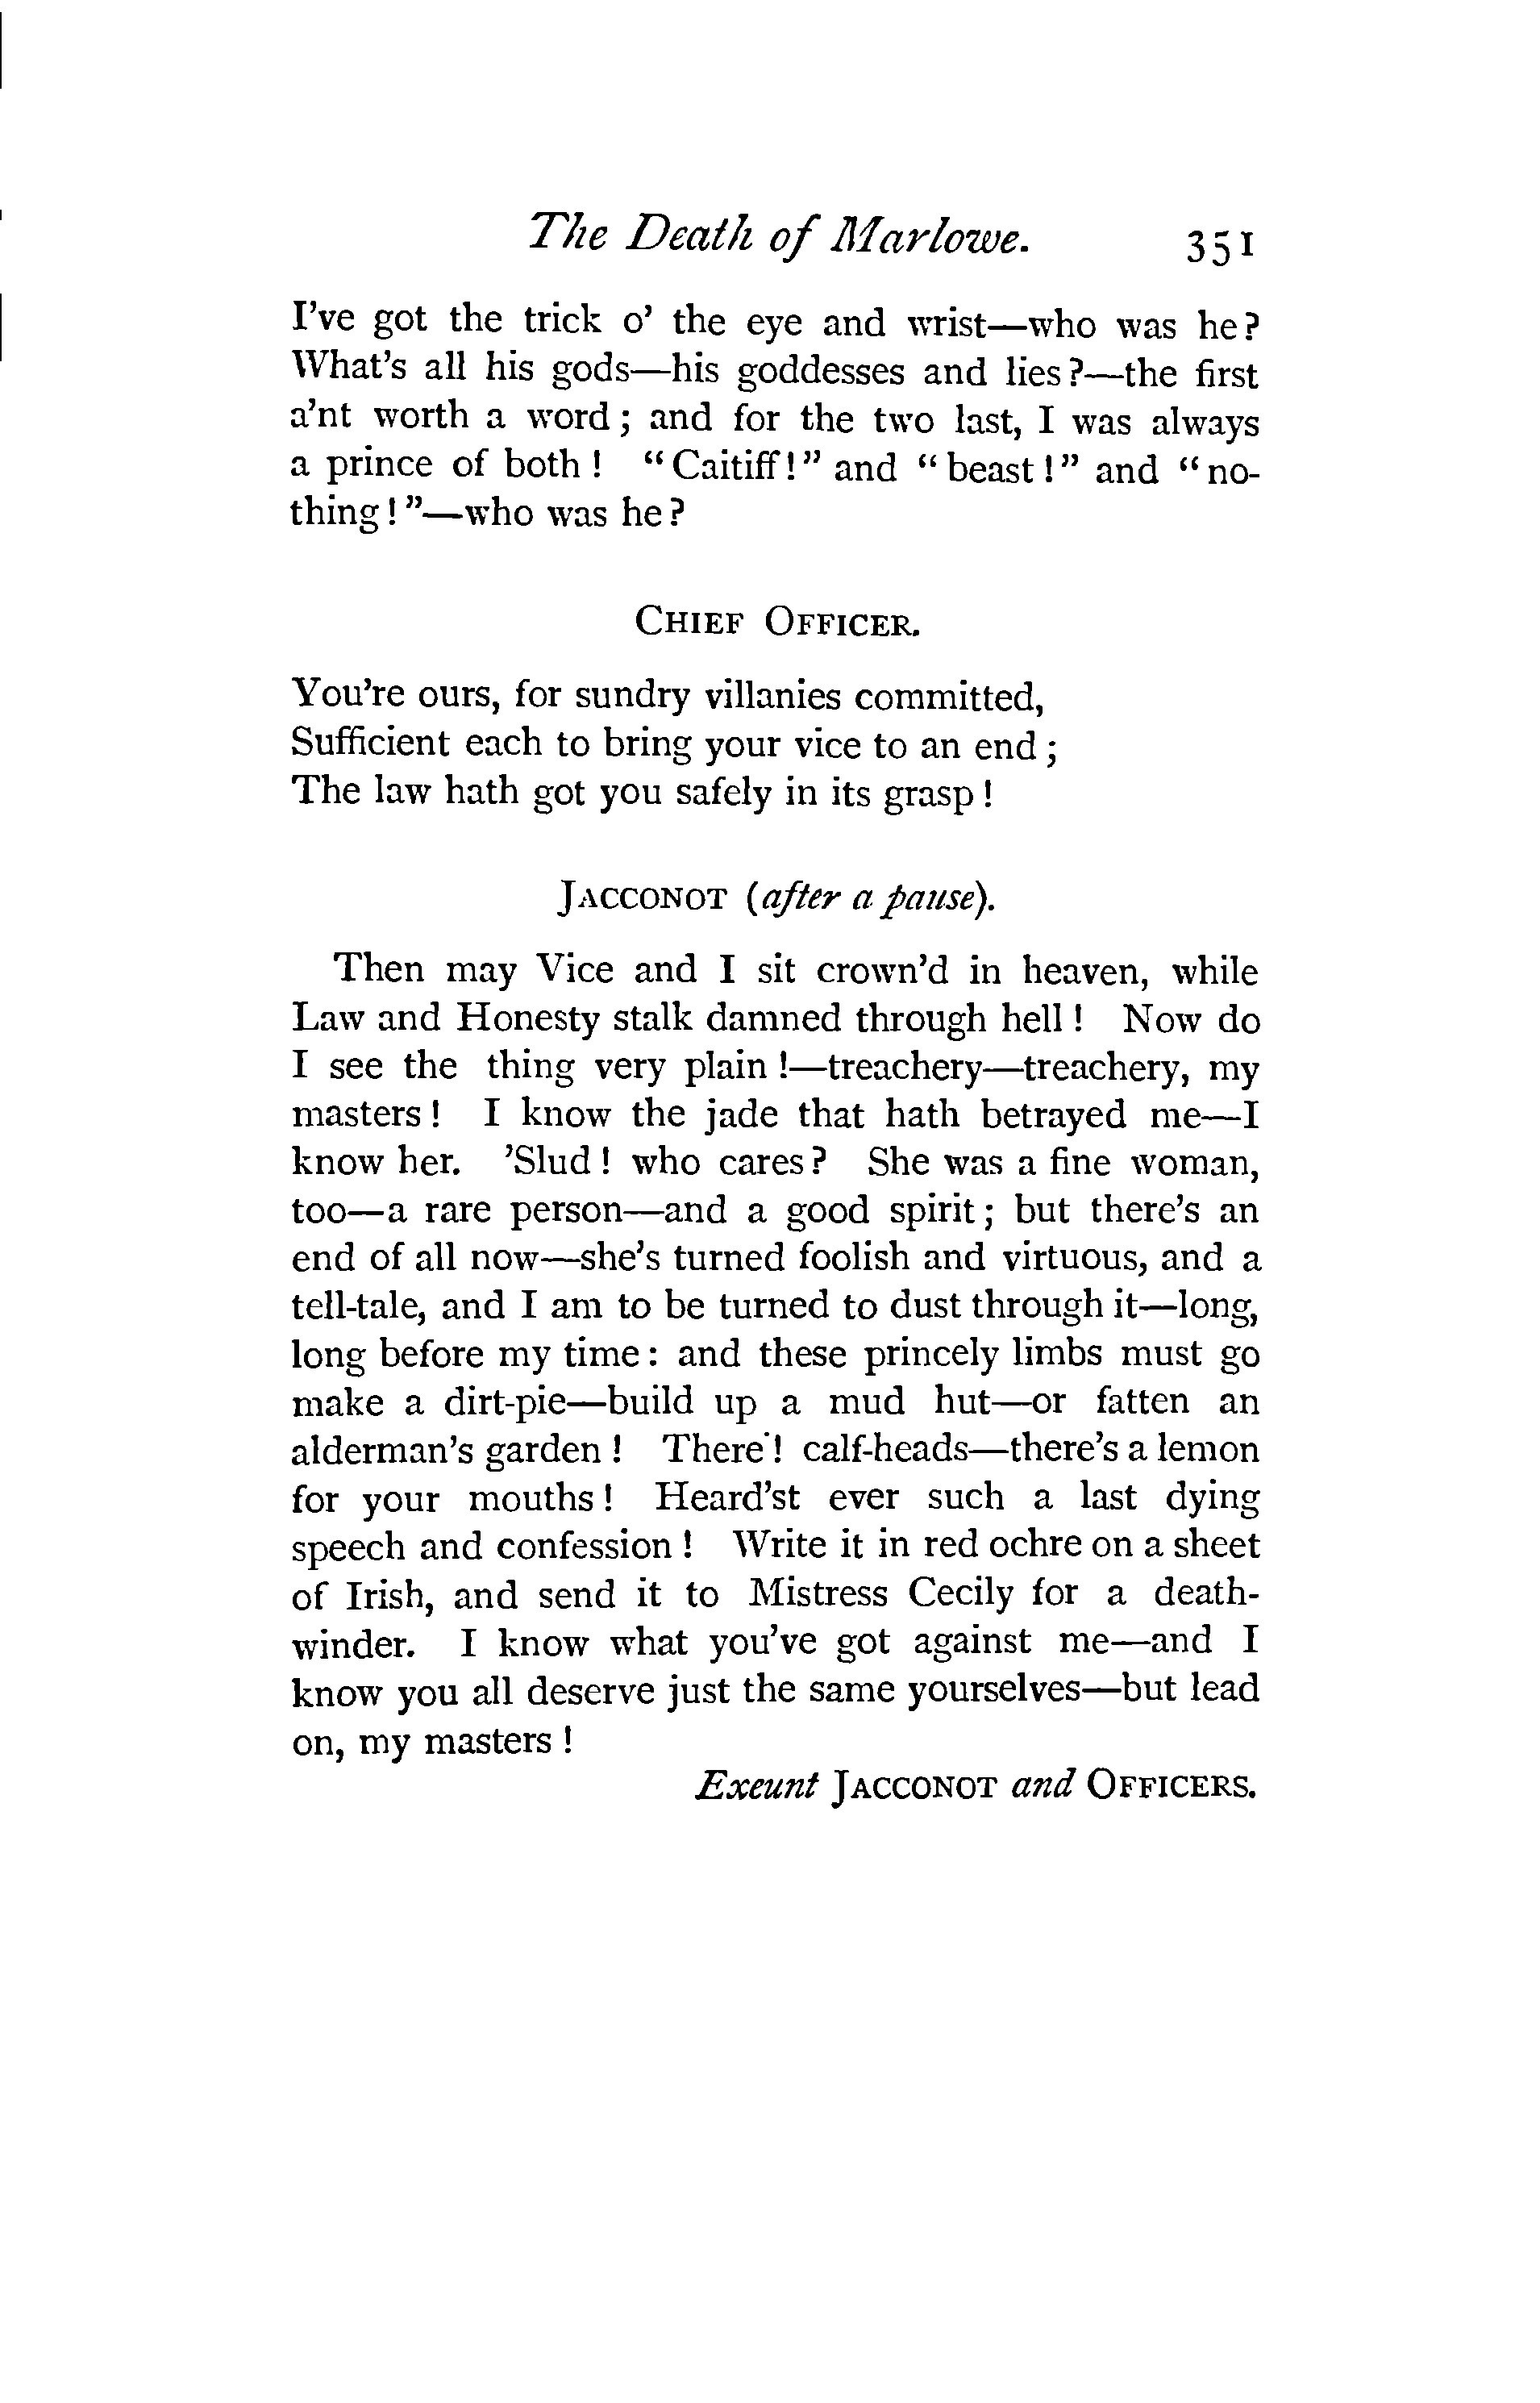 The Death of Marlowe. 351
I've got the trick o' the eye and wrist—who was he?
What's all his gods—his goddesses and lies?—the first
a'nt worth a word; and for the two last, I was always
a prince of both! "Caitiff!" and "beast!" and "no-
thing!"—who was he?
CHIEF OFFICER.
You're ours, for sundry villanies committed,
Sufficient each to bring your vice to an end;
The law hath got you safely in its grasp!
JACCONOT (after a pause).
Then may Vice and I sit crown'd in heaven, while
Law and Honesty stalk damned through hell! Now do
I see the thing very plain!—treachery—treachery, my
masters! I know the jade that hath betrayed me—I
know her. 'Slud! who cares? She was a fine woman,
too—a rare person—and a good spirit; but there's an
end of all now—she's turned foolish and virtuous, and a
tell-tale, and I am to be turned to dust through it—long,
long before my time: and these princely limbs must go
make a dirt-pie—build up a mud hut—or fatten an
alderman's garden! There! calf-heads—there's a lemon
for your mouths! Heard'st ever such a last dying
speech and confession! Write it in red ochre on a sheet
of Irish, and send it to Mistress Cecily for a death-
winder. I know what you've got against me—and I
know you all deserve just the same yourselves—but lead
on, my masters!
Exeunt JACCONOT and OFFICERS.